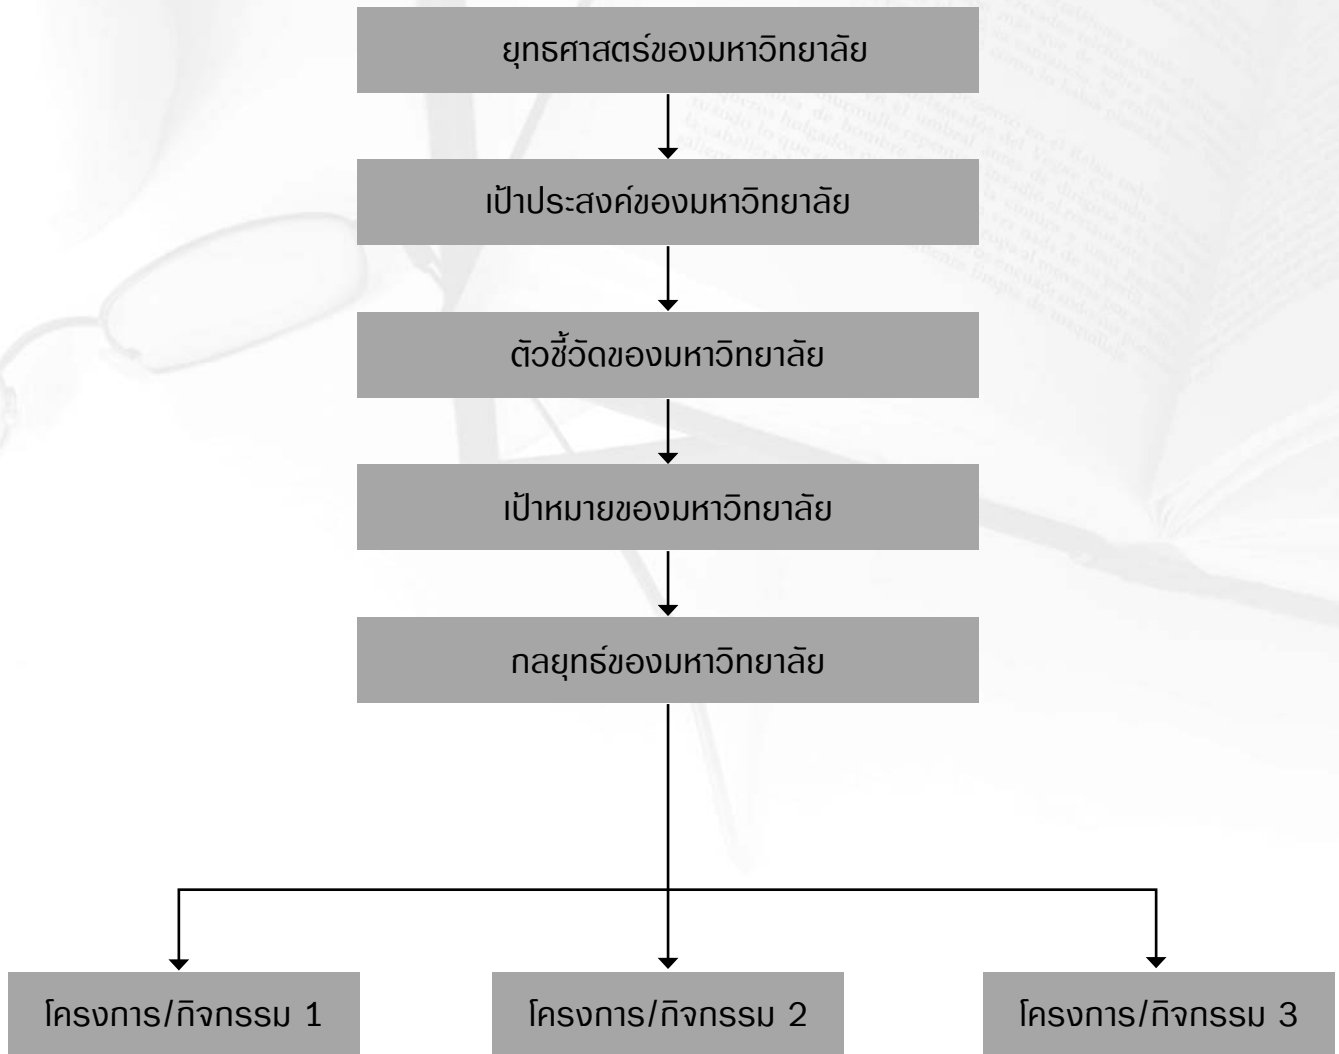 ยุทธศาสตร์ของมหาวิทยาลัย
เป้าประสงค์ของมหาวิทยาลัย
ตัวชี้วัดของมหาวิทยาลัย
เป้าหมายของมหาวิทยาลัย
กลยุทธ์ของมหาวิทยาลัย
โครงการ/กิจกรรม 1
โครงการ/กิจกรรม 2
โครงการ/กิจกรรม 3